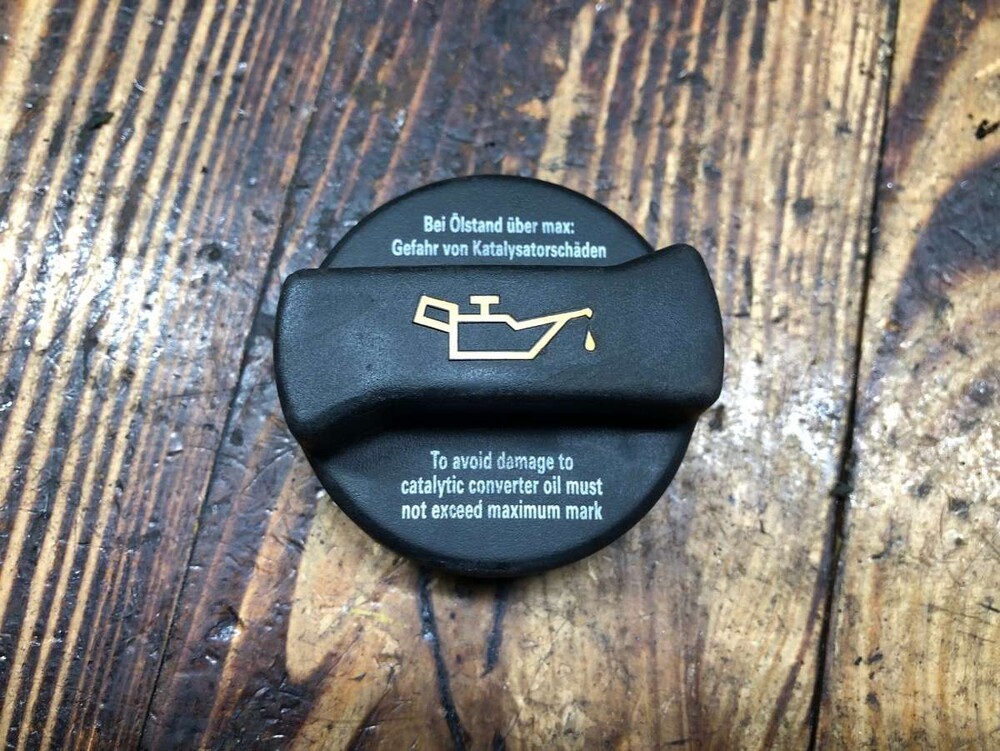 Bei Ölstand über max:
Gefahr von Katalysatorschäden
To avoid damage to
catalytic converter oil must
not exceed maximum mark